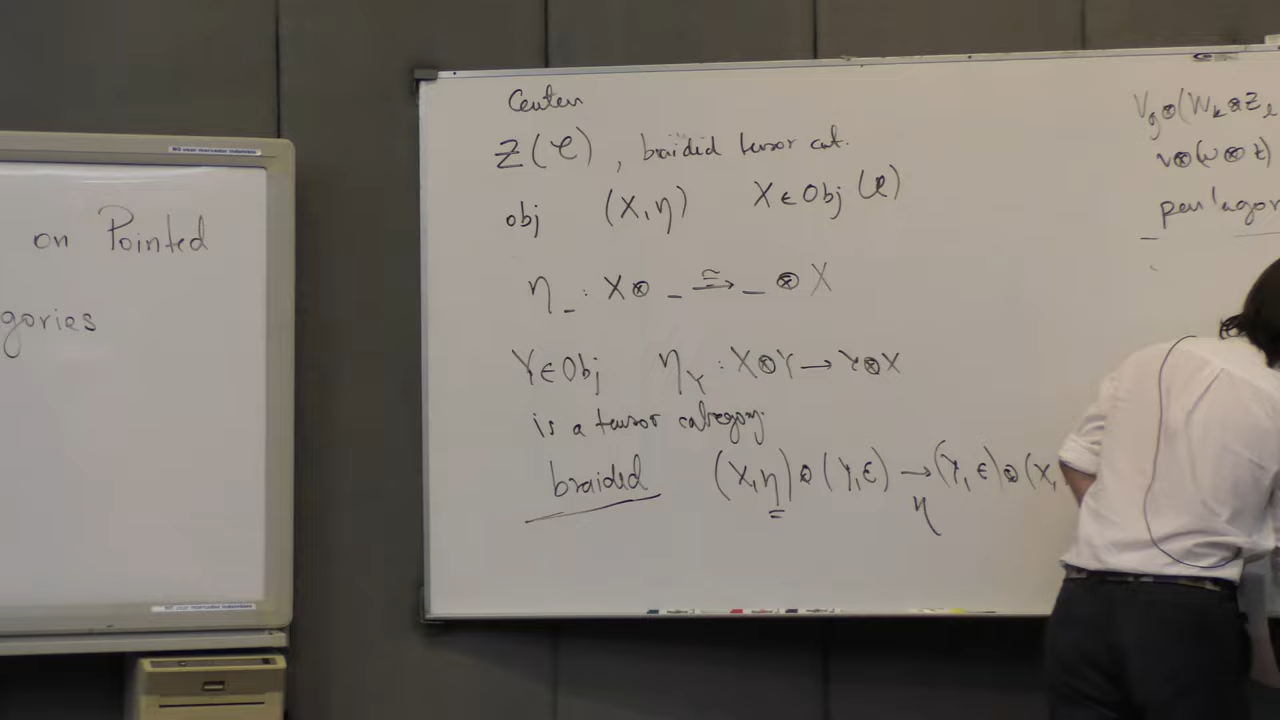 on Pointed
gories
Center
Z(𝒞), braided tensor cat.
obj (X,η) X∈Obj(𝒞)
η_ : X⊗_ ≅→ _⊗X
Y∈Obj η_Y : X⊗Y→Y⊗X
is a tensor category.
braided (X,η)⊗(Y,ϵ) → (Y,ϵ)⊗(X,
η
V_g⊗(W_k⊗Z_l
v⊗(w⊗z)
pentagon